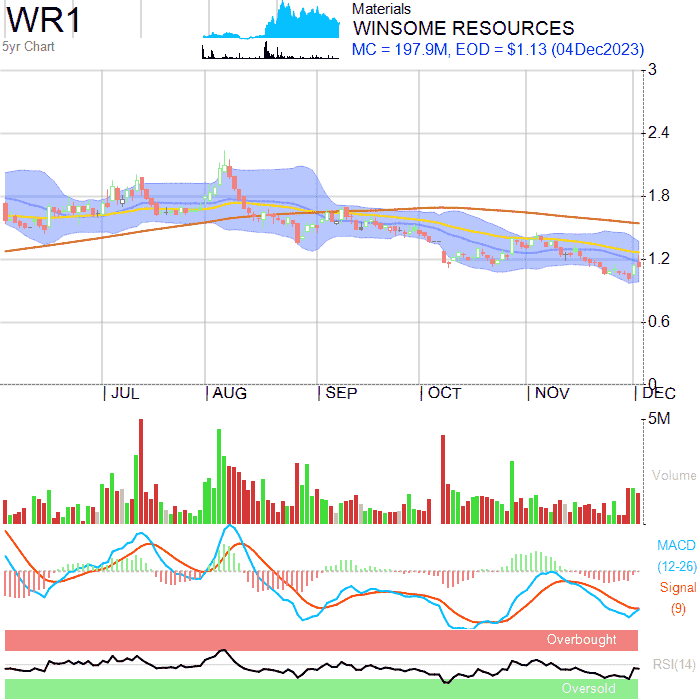 WR1
5yr Chart
Materials
WINSOME RESOURCES
MC = 197.9M, EOD = $1.13 (04Dec2023)
3
2.4
1.8
1.2
0.6
0
JUL AUG SEP OCT NOV DEC
5M
Volume
MACD
(12-26)
Signal
(9)
Overbought
RSI(14)
Oversold